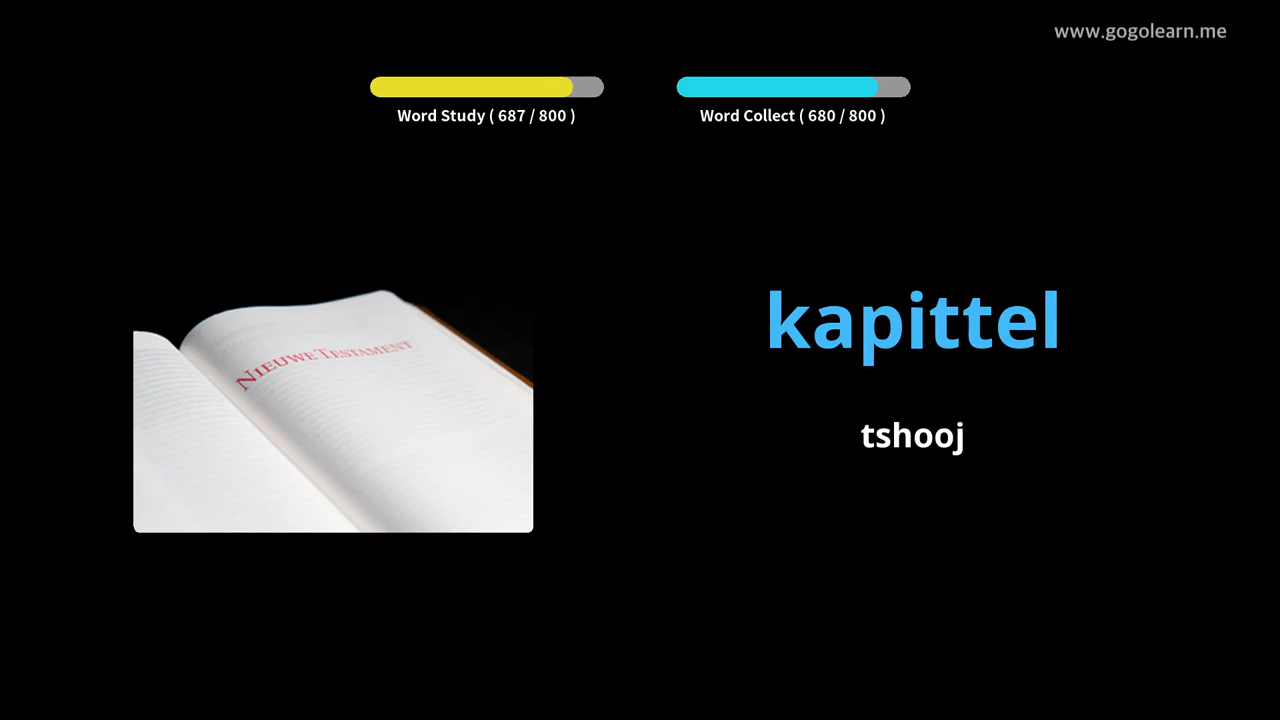 www.gogolearn.me
Word Study ( 687 / 800 )
Word Collect ( 680 / 800 )
NIEUWE TESTAMENT
kapittel
tshooj